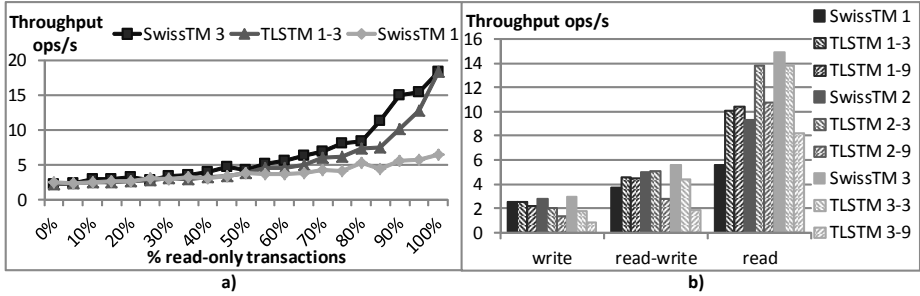 Throughput
ops/s
SwissTM 3
TLSTM 1-3
SwissTM 1
20
15
10
5
0
0%
10%
20%
30%
40%
50%
60%
70%
80%
90%
100%
% read-only transactions
a)
Throughput ops/s
16
14
12
10
8
6
4
2
0
write
read-write
read
SwissTM 1
TLSTM 1-3
TLSTM 1-9
SwissTM 2
TLSTM 2-3
TLSTM 2-9
SwissTM 3
TLSTM 3-3
TLSTM 3-9
b)